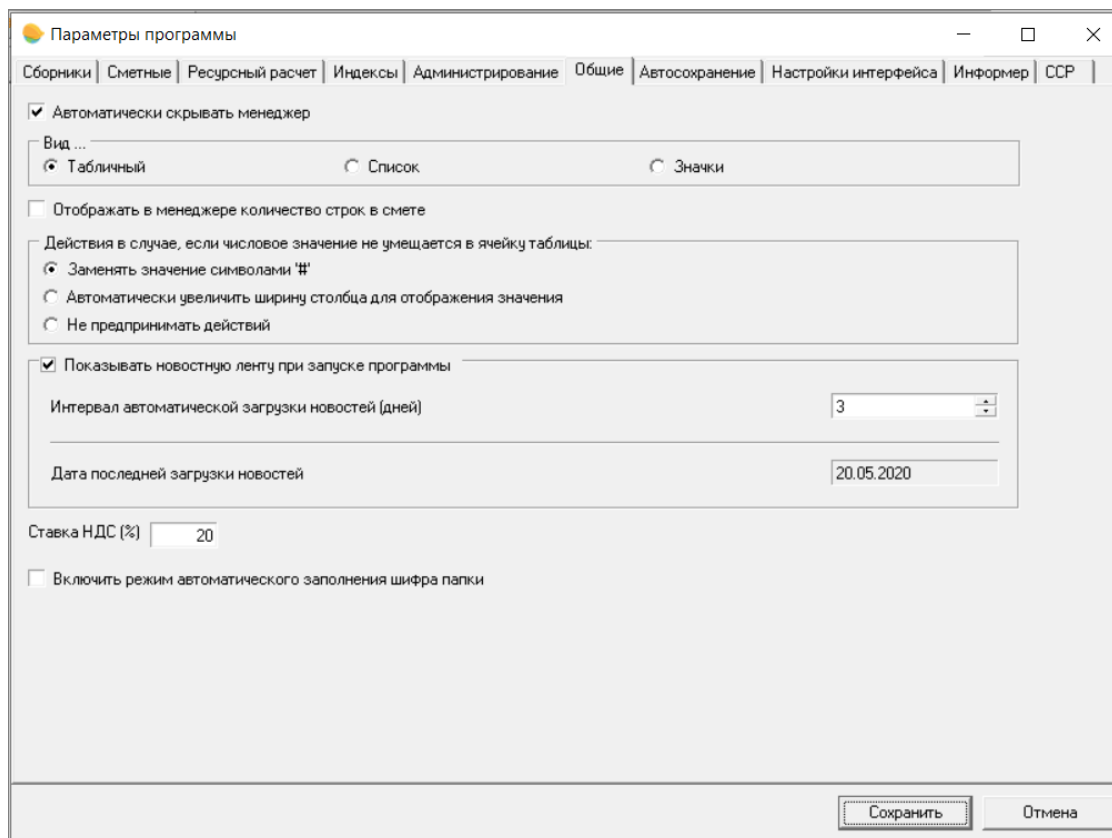 Параметры программы
Сборники Сметные Ресурсный расчет Индексы Администрирование Общие Автосохранение Настройки интерфейса Информер ССР
Автоматически скрывать менеджер
Вид ...
Табличный Список Значки
Отображать в менеджере количество строк в смете
Действия в случае, если числовое значение не умещается в ячейку таблицы:
Заменять значение символами '#'
Автоматически увеличить ширину столбца для отображения значения
Не предпринимать действий
Показывать новостную ленту при запуске программы
Интервал автоматической загрузки новостей (дней) 3
Дата последней загрузки новостей 20.05.2020
Ставка НДС (%) 20
Включить режим автоматического заполнения шифра папки
Сохранить Отмена